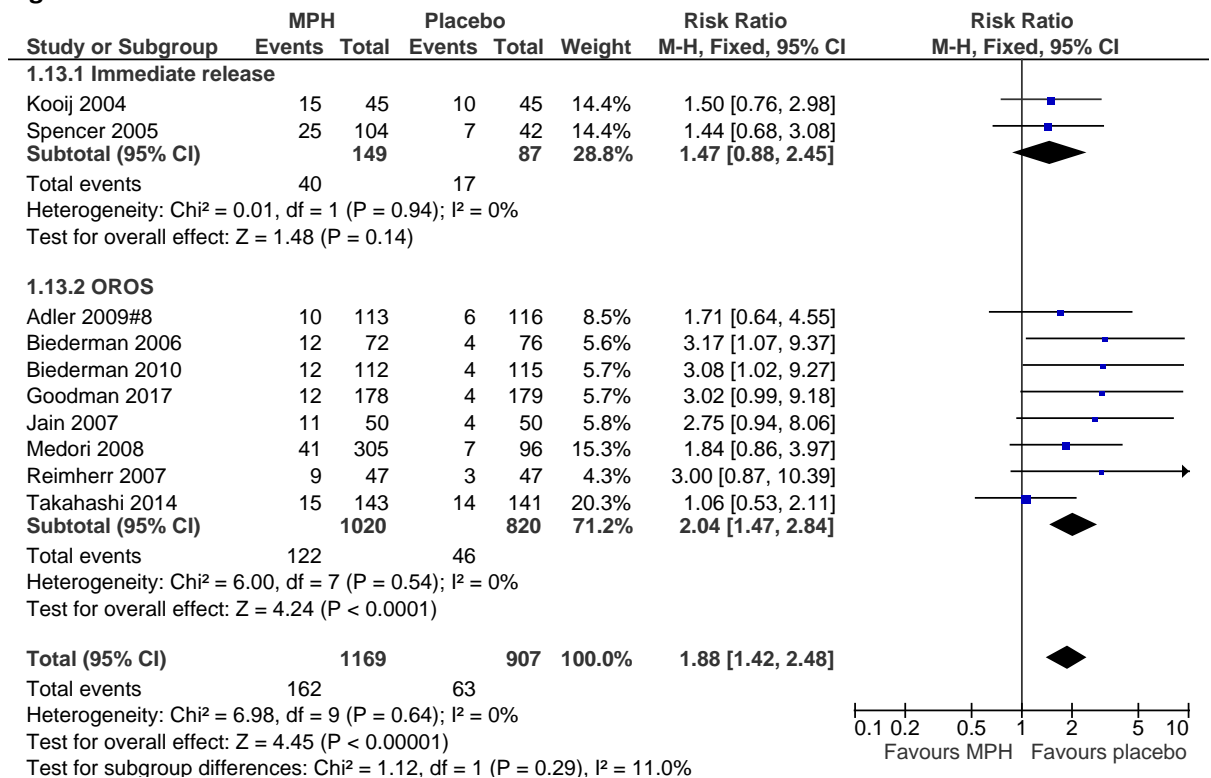 MPH Placebo Risk Ratio Risk Ratio
Study or Subgroup Events Total Events Total Weight M-H, Fixed, 95% CI M-H, Fixed, 95% CI
1.13.1 Immediate release
Kooij 2004 15 45 10 45 14.4% 1.50 [0.76, 2.98]
Spencer 2005 25 104 7 42 14.4% 1.44 [0.68, 3.08]
Subtotal (95% CI) 149 87 28.8% 1.47 [0.88, 2.45]
Total events 40 17
Heterogeneity: Chi² = 0.01, df = 1 (P = 0.94); I² = 0%
Test for overall effect: Z = 1.48 (P = 0.14)
1.13.2 OROS
Adler 2009#8 10 113 6 116 8.5% 1.71 [0.64, 4.55]
Biederman 2006 12 72 4 76 5.6% 3.17 [1.07, 9.37]
Biederman 2010 12 112 4 115 5.7% 3.08 [1.02, 9.27]
Goodman 2017 12 178 4 179 5.7% 3.02 [0.99, 9.18]
Jain 2007 11 50 4 50 5.8% 2.75 [0.94, 8.06]
Medori 2008 41 305 7 96 15.3% 1.84 [0.86, 3.97]
Reimherr 2007 9 47 3 47 4.3% 3.00 [0.87, 10.39]
Takahashi 2014 15 143 14 141 20.3% 1.06 [0.53, 2.11]
Subtotal (95% CI) 1020 820 71.2% 2.04 [1.47, 2.84]
Total events 122 46
Heterogeneity: Chi² = 6.00, df = 7 (P = 0.54); I² = 0%
Test for overall effect: Z = 4.24 (P < 0.0001)
Total (95% CI) 1169 907 100.0% 1.88 [1.42, 2.48]
Total events 162 63
Heterogeneity: Chi² = 6.98, df = 9 (P = 0.64); I² = 0%
Test for overall effect: Z = 4.45 (P < 0.00001)
Test for subgroup differences: Chi² = 1.12, df = 1 (P = 0.29), I² = 11.0%
0.1 0.2 0.5 1 2 5 10
Favours MPH Favours placebo